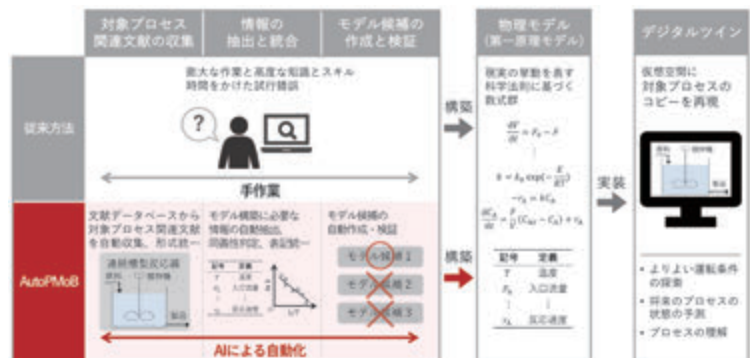 対象プロセス
関連文献の収集
情報の
抽出と統合
モデル候補の
作成と検証
物理モデル
(第一原理モデル)
デジタルツイン
従来方法
膨大な作業と高度な知識とスキル
時間をかけた試行錯誤
?
手作業
構築
現実の挙動を表す
科学法則に基づく
数式群
実装
仮想空間に
対象プロセスの
コピーを再現
原料
攪拌機
製品
AutoPMoB
文献データベースから
対象プロセス関連文献
を自動収集、形式統一
連続槽型反応器
原料
攪拌機
製品
モデル構築に必要な
情報の自動抽出、
同義性判定、表記統一
記号 定義
T 温度
入口流量
反応速度
1/T
モデル候補の
自動作成・検証
モデル候補1
モデル候補2
モデル候補3
AIによる自動化
構築
記号 定義
T 温度
F₀ 入口流量
⋮ ⋮
r_A 反応速度
• よりよい運転条件
の探索
• 将来のプロセスの
状態の予測
• プロセスの理解